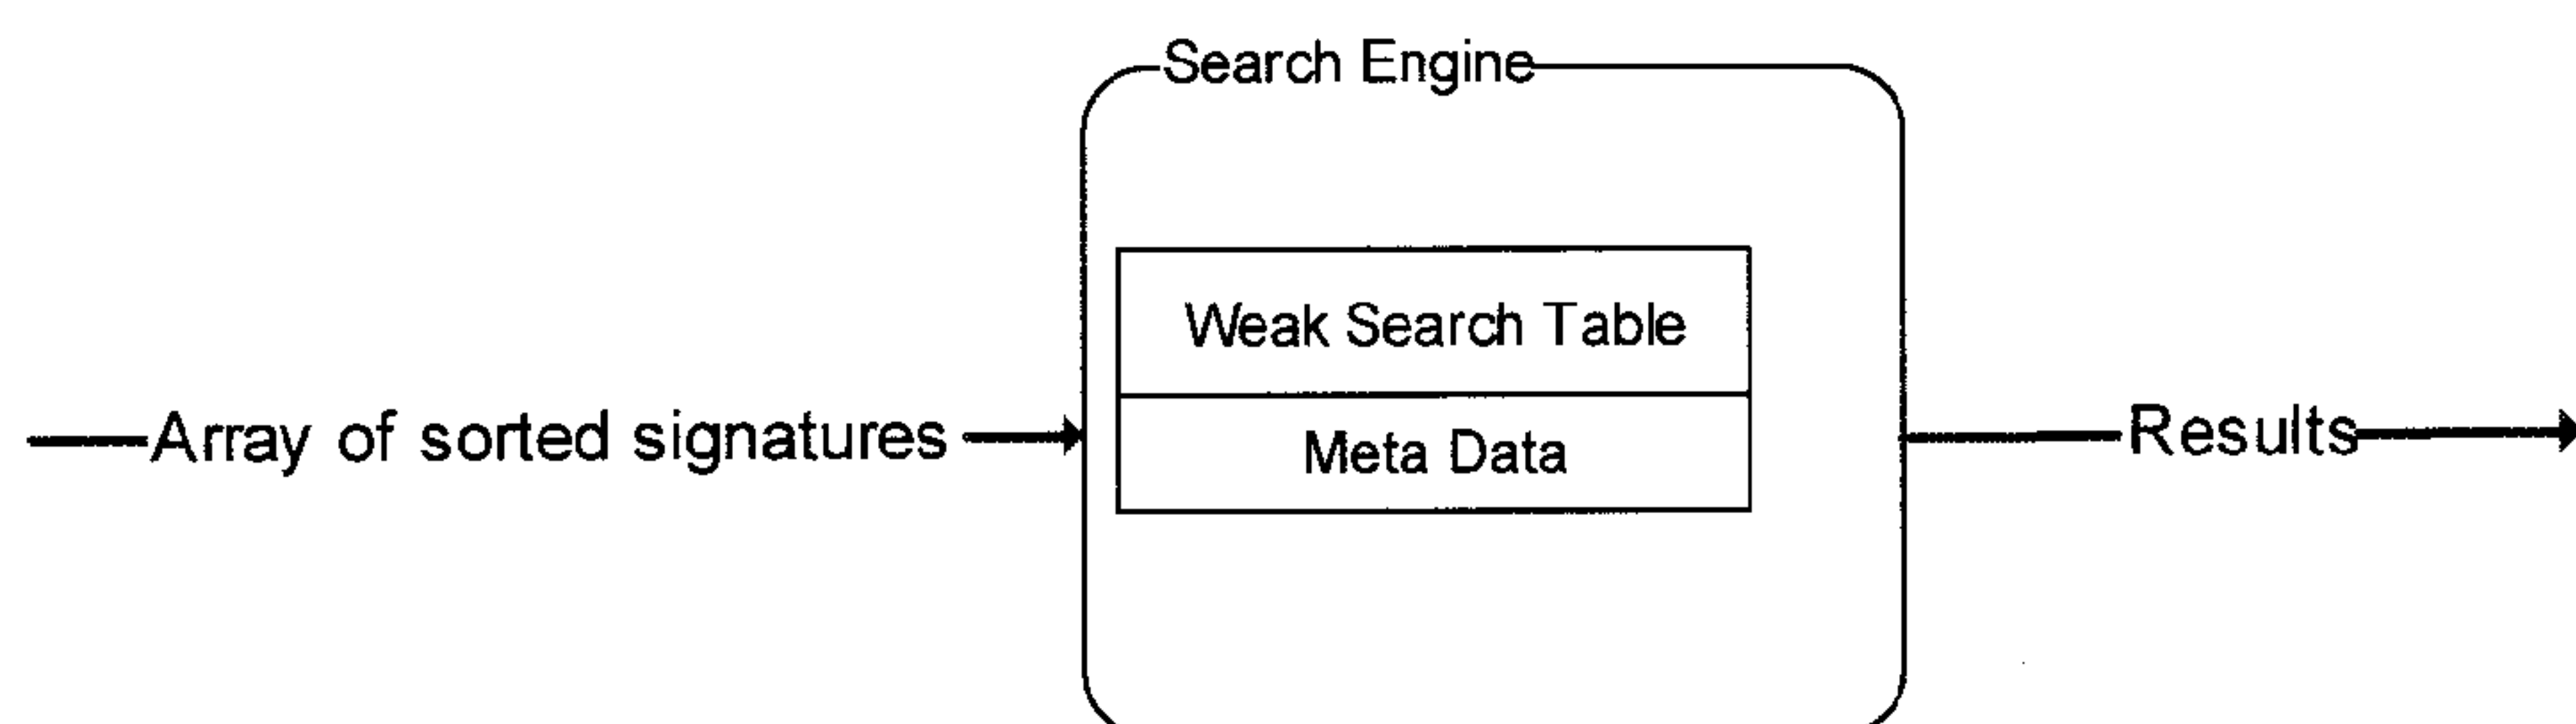 Search Engine
Weak Search Table
Array of sorted signatures
Meta Data
Results